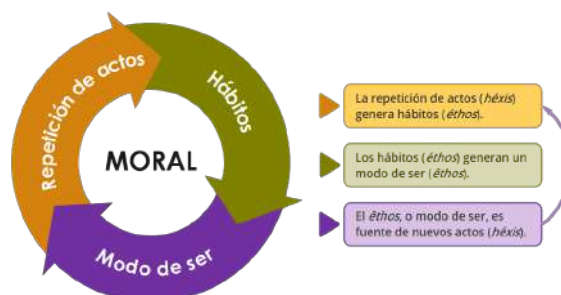 Repetición de actos
Hábitos
MORAL
Modo de ser
La repetición de actos (héxis)
genera hábitos (éthos).
Los hábitos (éthos) generan un
modo de ser (êthos).
El êthos, o modo de ser, es
fuente de nuevos actos (héxis).